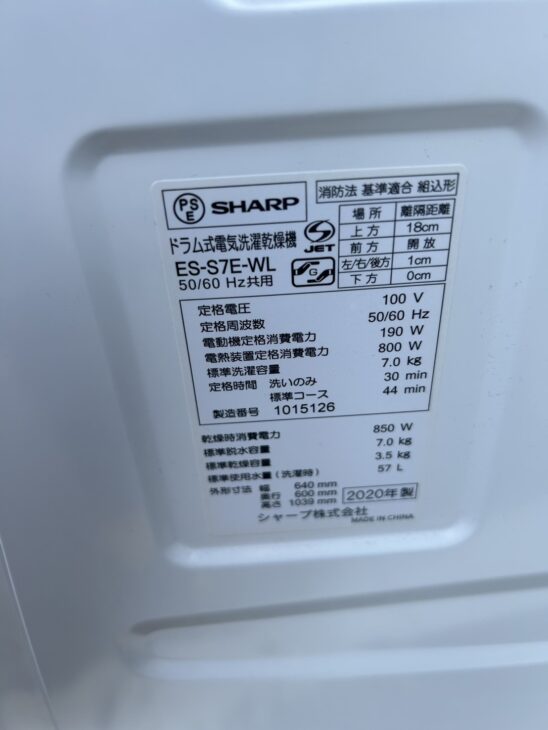 PS E SHARP
消防法 基準適合 組込形
場所 離隔距離
上方 18cm
前方 開放
左/右/後方 1cm
下方 0cm
ドラム式電気洗濯乾燥機
S JET
ES-S7E-WL
50/60 Hz共用
G
定格電圧 100 V
定格周波数 50/60 Hz
電動機定格消費電力 190 W
電熱装置定格消費電力 800 W
標準洗濯容量 7.0 kg
定格時間 洗いのみ 30 min
標準コース 44 min
製造番号 1015126
乾燥時消費電力 850 W
標準脱水容量 7.0 kg
標準乾燥容量 3.5 kg
標準使用水量(洗濯時) 57 L
外形寸法 幅 640 mm
奥行 600 mm
高さ 1039 mm
2020年製
シャープ株式会社
MADE IN CHINA